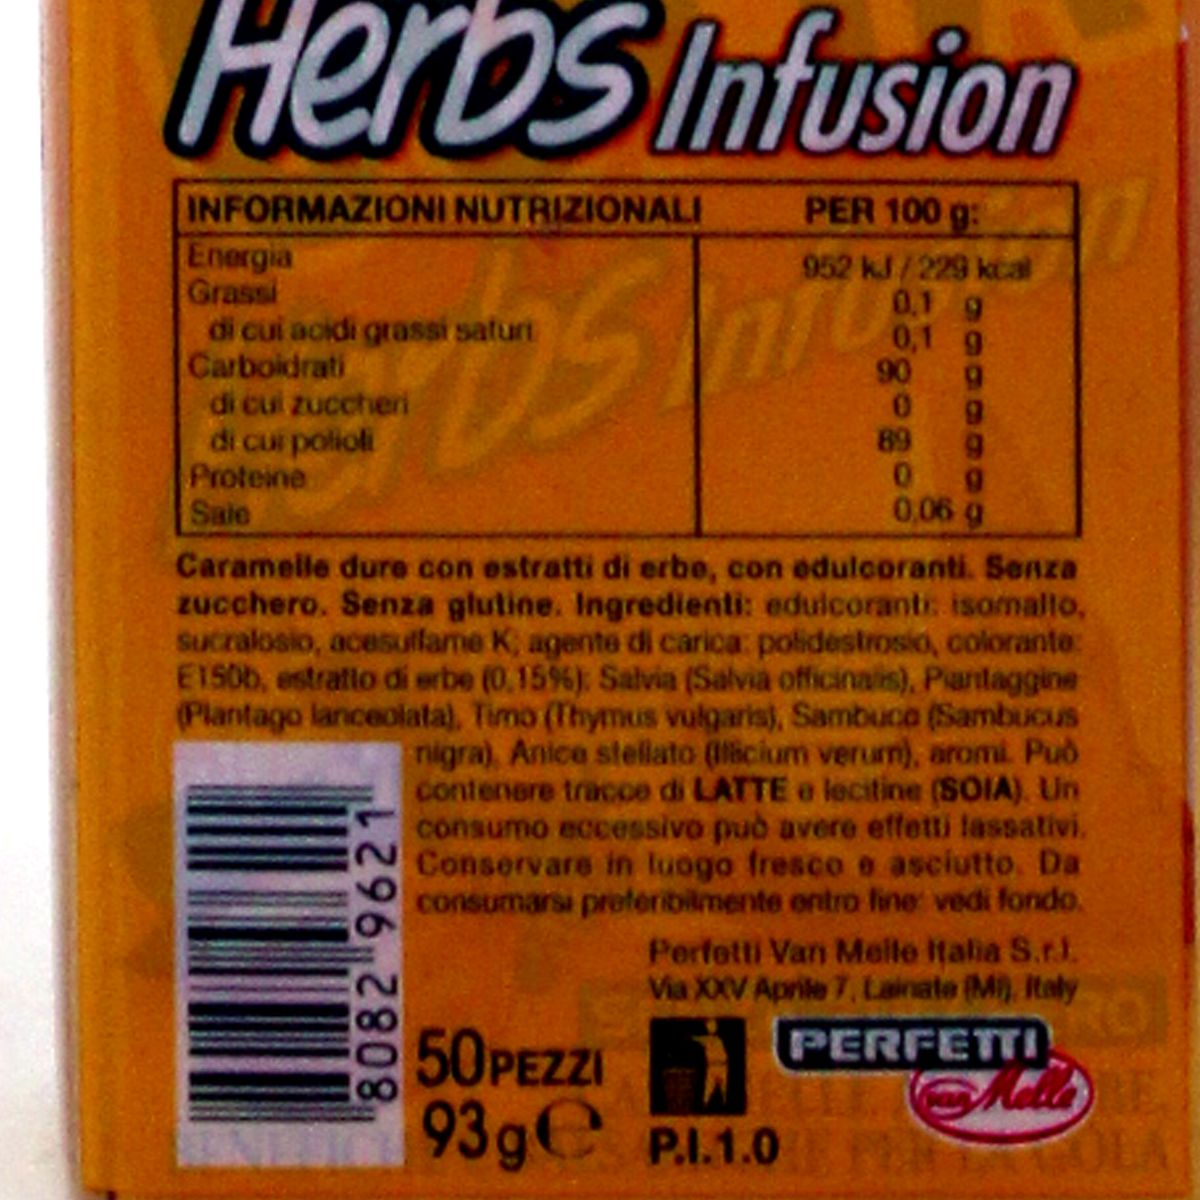 Herbs Infusion
INFORMAZIONI NUTRIZIONALI PER 100 g:
Energia 952 kJ / 229 kcal
Grassi 0,1 g
di cui acidi grassi saturi 0,1 g
Carboidrati 90 g
di cui zuccheri 0 g
di cui polioli 89 g
Proteine 0 g
Sale 0,06 g
Caramelle dure con estratti di erbe, con edulcoranti. Senza
zucchero. Senza glutine. Ingredienti: edulcoranti: isomalto,
sucralosio, acesulfame K; agente di carica: polidestrosio, colorante:
E150b, estratto di erbe (0,15%): Salvia (Salvia officinalis), Piantaggine
(Plantago lanceolata), Timo (Thymus vulgaris), Sambuco (Sambucus
nigra), Anice stellato (Illicium verum), aromi. Può
contenere tracce di LATTE e lecitine (SOIA). Un
consumo eccessivo può avere effetti lassativi.
Conservare in luogo fresco e asciutto. Da
consumarsi preferibilmente entro fine: vedi fondo.
Perfetti Van Melle Italia S.r.l.
Via XXV Aprile 7, Lainate (MI), Italy
8082 9621
50 PEZZI
93 g e
P.I.1.0
PERFETTI
van Melle